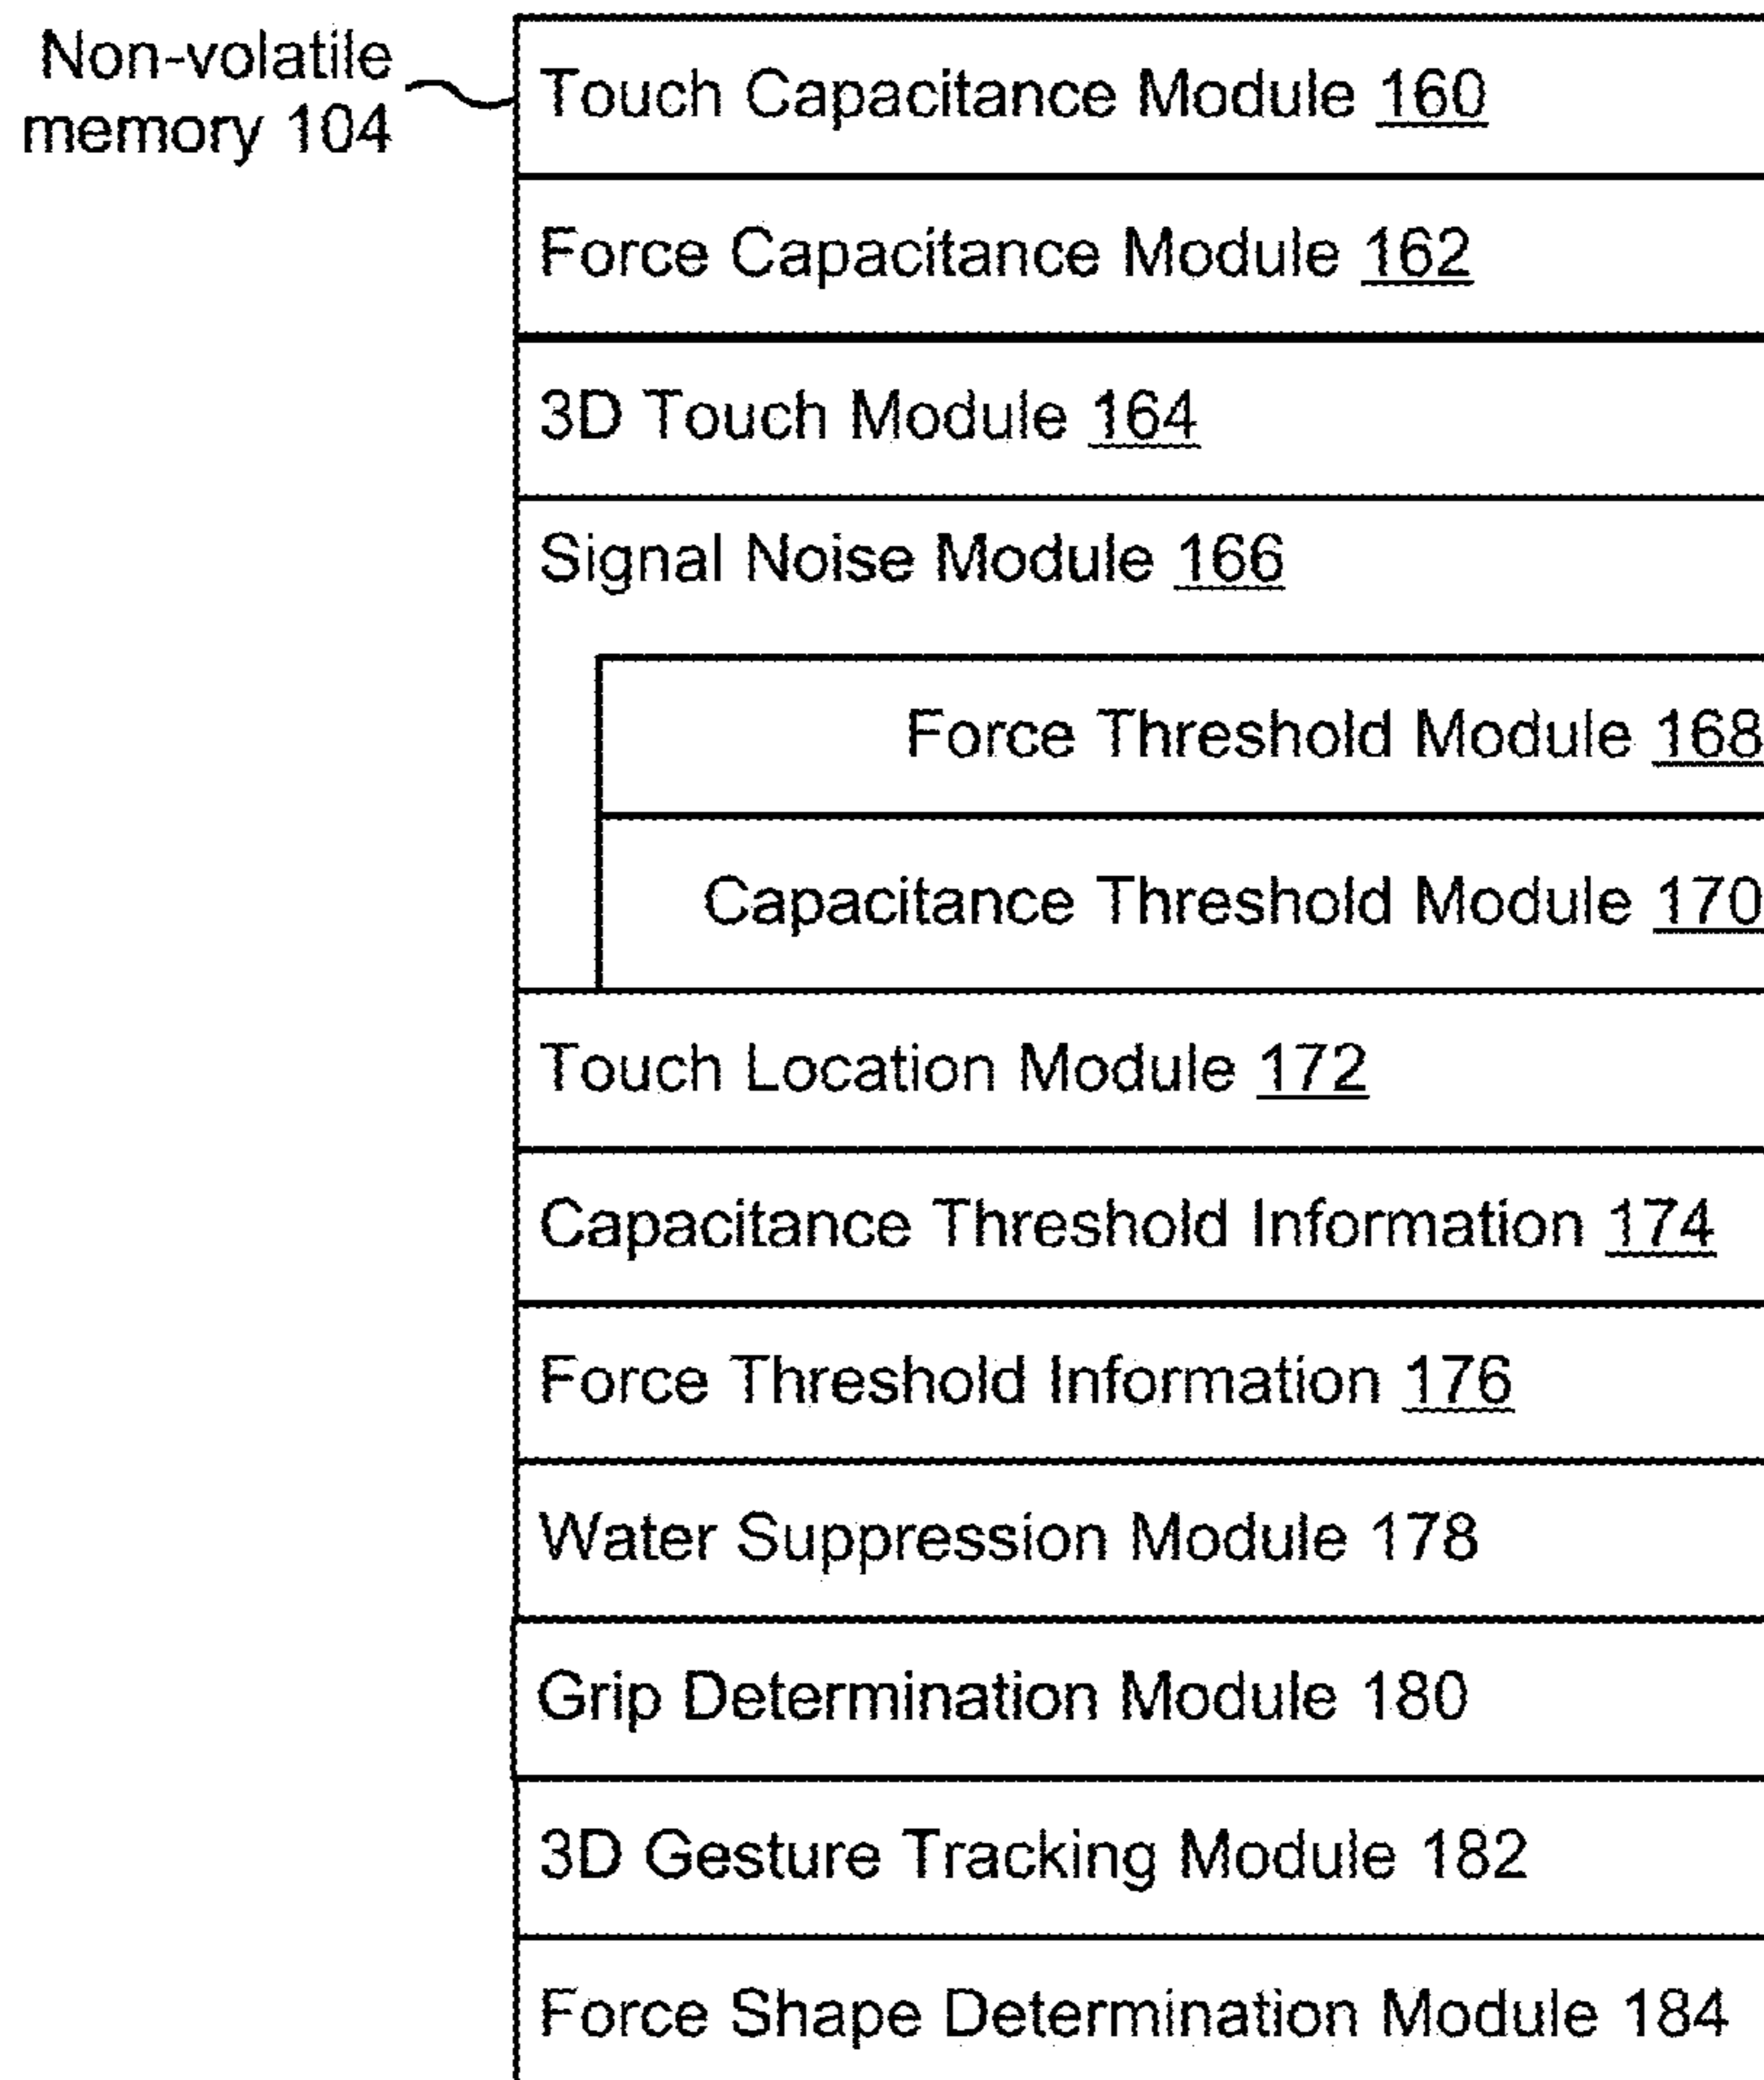 Non-volatile
memory 104
Touch Capacitance Module 160
Force Capacitance Module 162
3D Touch Module 164
Signal Noise Module 166
Force Threshold Module 168
Capacitance Threshold Module 170
Touch Location Module 172
Capacitance Threshold Information 174
Force Threshold Information 176
Water Suppression Module 178
Grip Determination Module 180
3D Gesture Tracking Module 182
Force Shape Determination Module 184